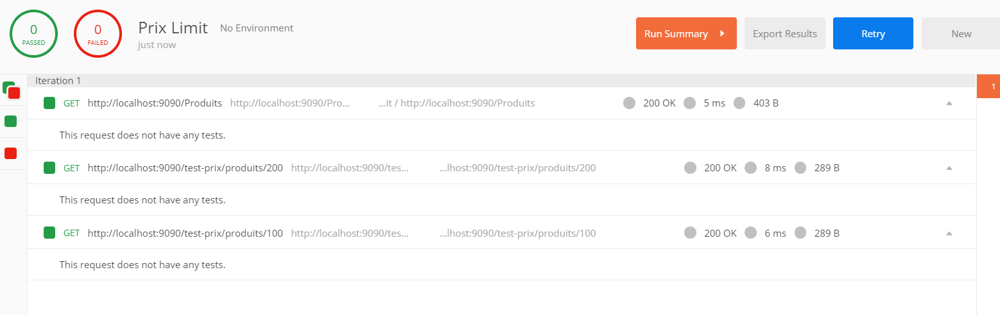 0 PASSED
0 FAILED
Prix Limit No Environment
just now
Run Summary Export Results Retry New
Iteration 1
GET http://localhost:9090/Produits http://localhost:9090/Pro... ...it / http://localhost:9090/Produits 200 OK 5 ms 403 B
This request does not have any tests.
GET http://localhost:9090/test-prix/produits/200 http://localhost:9090/tes... ...lhost:9090/test-prix/produits/200 200 OK 8 ms 289 B
This request does not have any tests.
GET http://localhost:9090/test-prix/produits/100 http://localhost:9090/tes... ...lhost:9090/test-prix/produits/100 200 OK 6 ms 289 B
This request does not have any tests.
1